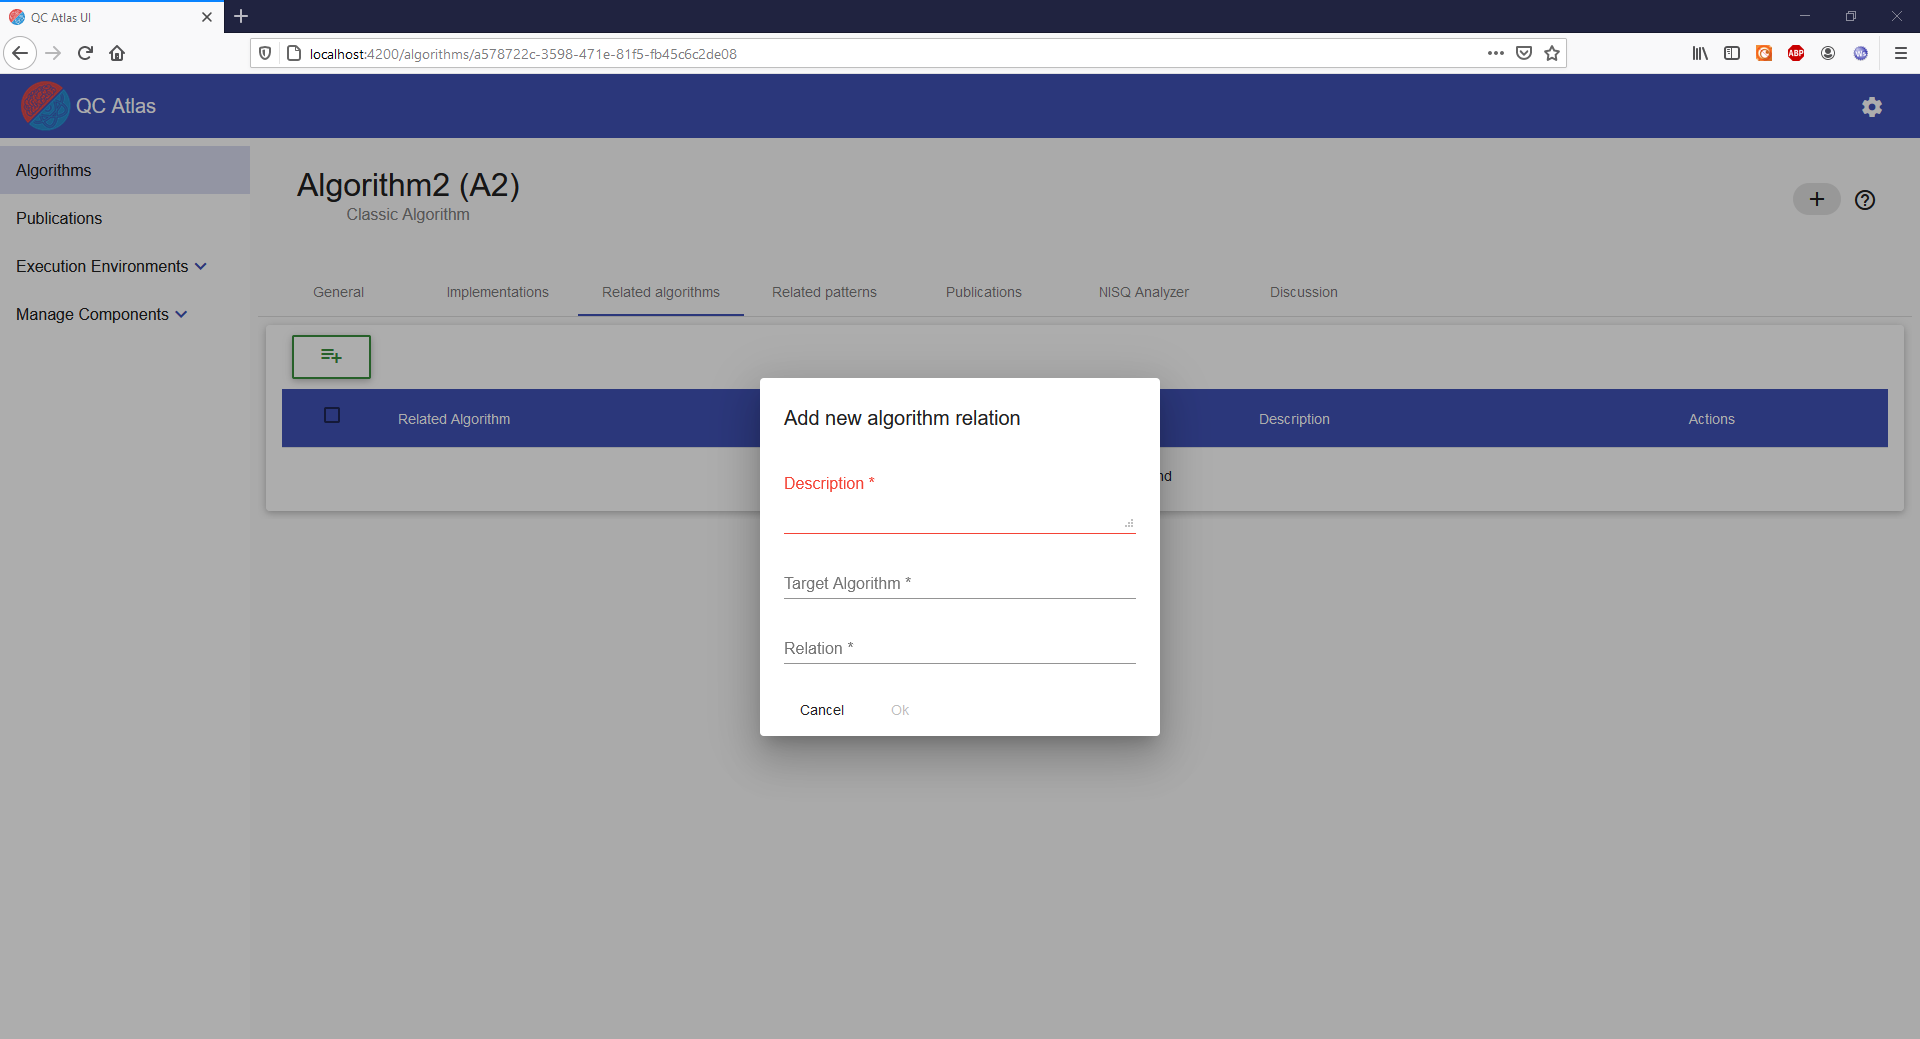 QC Atlas UI
localhost:4200/algorithms/a578722c-3598-471e-81f5-fb45c6c2de08
ABP
QC Atlas
Algorithms
Publications
Execution Environments
Manage Components
Algorithm2 (A2)
Classic Algorithm
General Implementations Related algorithms Related patterns Publications NISQ Analyzer Discussion
Related Algorithm Description Actions
Add new algorithm relation
Description *
Target Algorithm *
Relation *
Cancel Ok